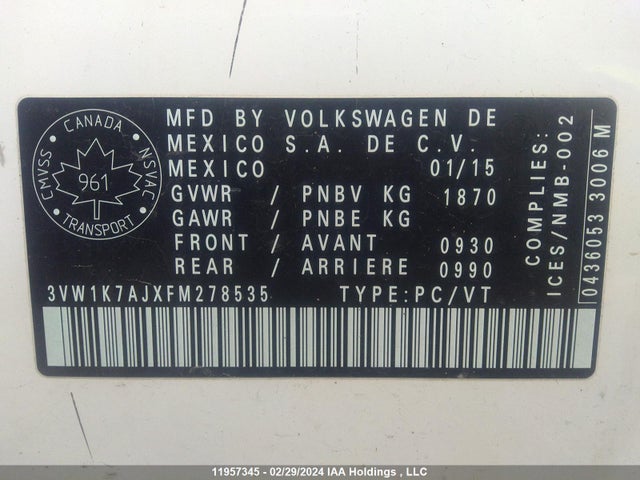 CANADA
CMVSS
NSVAC
961
TRANSPORT
MFD BY VOLKSWAGEN DE
MEXICO S.A. DE C.V.
MEXICO 01/15
GVWR / PNBV KG 1870
GAWR / PNBE KG
FRONT / AVANT 0930
REAR / ARRIERE 0990
3VW1K7AJXFM278535 TYPE:PC/VT
COMPLIES:
ICES/NMB-002
0436053 3006 M
11957345 - 02/29/2024 IAA Holdings , LLC